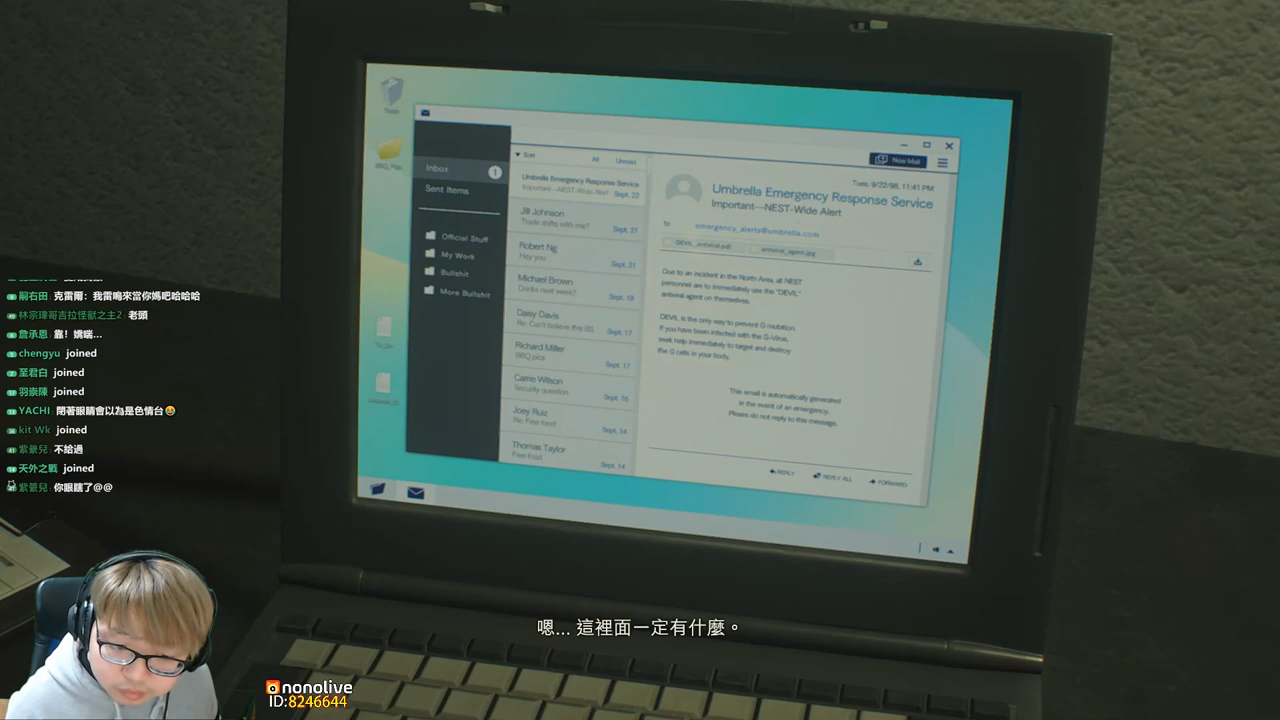 嗣右田 克雷爾：我雷鳴來當你媽吧哈哈哈
林宗瑋哥吉拉怪獸之主2 老頭
詹承恩 靠！嬌喘...
chengyu joined
至君白 joined
羽崇陳 joined
YACHI 閉著眼睛會以為是色情台
kit Wk joined
紫景兒 不給過
天外之戰 joined
紫景兒 你眼瞎了@@
nonolive
ID:8246644
Inbox 1
Sent Items
Official Stuff
My Work
Bullshit
More Bullshit
Sort All Unread
Umbrella Emergency Response Service
Important—NEST-Wide Alert Sept. 22
Jill Johnson
Trade shifts with me? Sept. 21
Robert Ng
Hey you Sept. 21
Michael Brown
Drinks next week? Sept. 18
Daisy Davis
Re: Can't believe this Sept. 17
Richard Miller
BBQ pics Sept. 17
Carrie Wilson
Security question Sept. 16
Joey Ruiz
Re: Free food! Sept. 14
Thomas Taylor
Free food! Sept. 14
New Mail
Tues, 9/22/98, 11:41 PM
Umbrella Emergency Response Service
Important—NEST-Wide Alert
to emergency_alerts@umbrella.com
DEVIL_antiviral.pdf antiviral_agent.jpg
Due to an incident in the North Area, all NEST
personnel are to immediately use the "DEVIL"
antiviral agent on themselves.
DEVIL is the only way to prevent G mutation.
If you have been infected with the G-Virus,
seek help immediately to target and destroy
the G cells in your body.
This email is automatically generated
in the event of an emergency.
Please do not reply to this message.
REPLY REPLY ALL FORWARD
嗯... 這裡面一定有什麼。